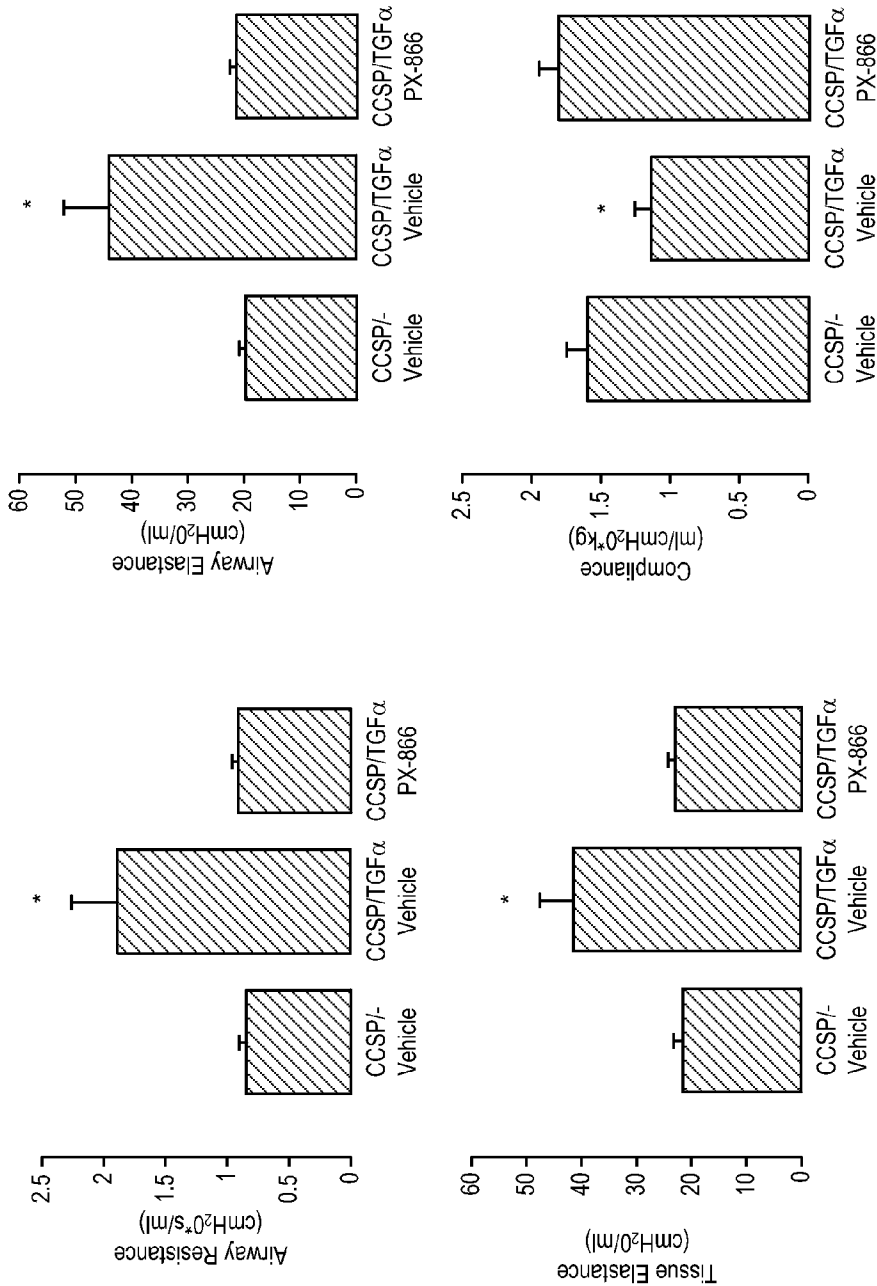 Airway Resistance
(cmH₂0*s/ml)
2.5
2
1.5
1
0.5
0
*
CCSP/-
Vehicle
CCSP/TGFα
Vehicle
CCSP/TGFα
PX-866
Airway Elastance
(cmH₂0/ml)
60
50
40
30
20
10
0
*
CCSP/-
Vehicle
CCSP/TGFα
Vehicle
CCSP/TGFα
PX-866
Tissue Elastance
(cmH₂0/ml)
60
50
40
30
20
10
0
*
CCSP/-
Vehicle
CCSP/TGFα
Vehicle
CCSP/TGFα
PX-866
Compliance
(ml/cmH₂0*kg)
2.5
2
1.5
1
0.5
0
*
CCSP/-
Vehicle
CCSP/TGFα
Vehicle
CCSP/TGFα
PX-866